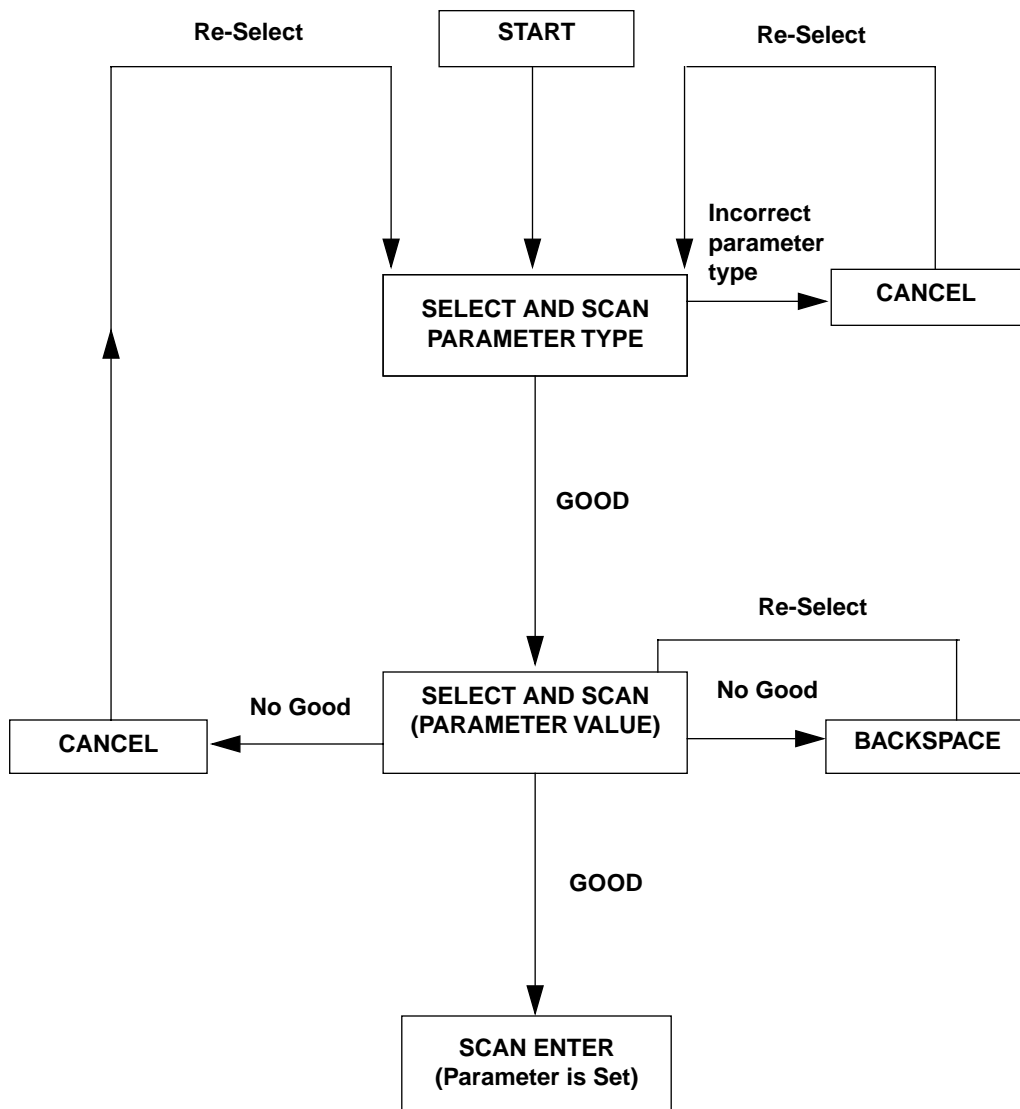 Re-Select
START
Re-Select
Incorrect
parameter
type
CANCEL
SELECT AND SCAN
PARAMETER TYPE
GOOD
Re-Select
No Good
SELECT AND SCAN
(PARAMETER VALUE)
No Good
CANCEL
BACKSPACE
GOOD
SCAN ENTER
(Parameter is Set)